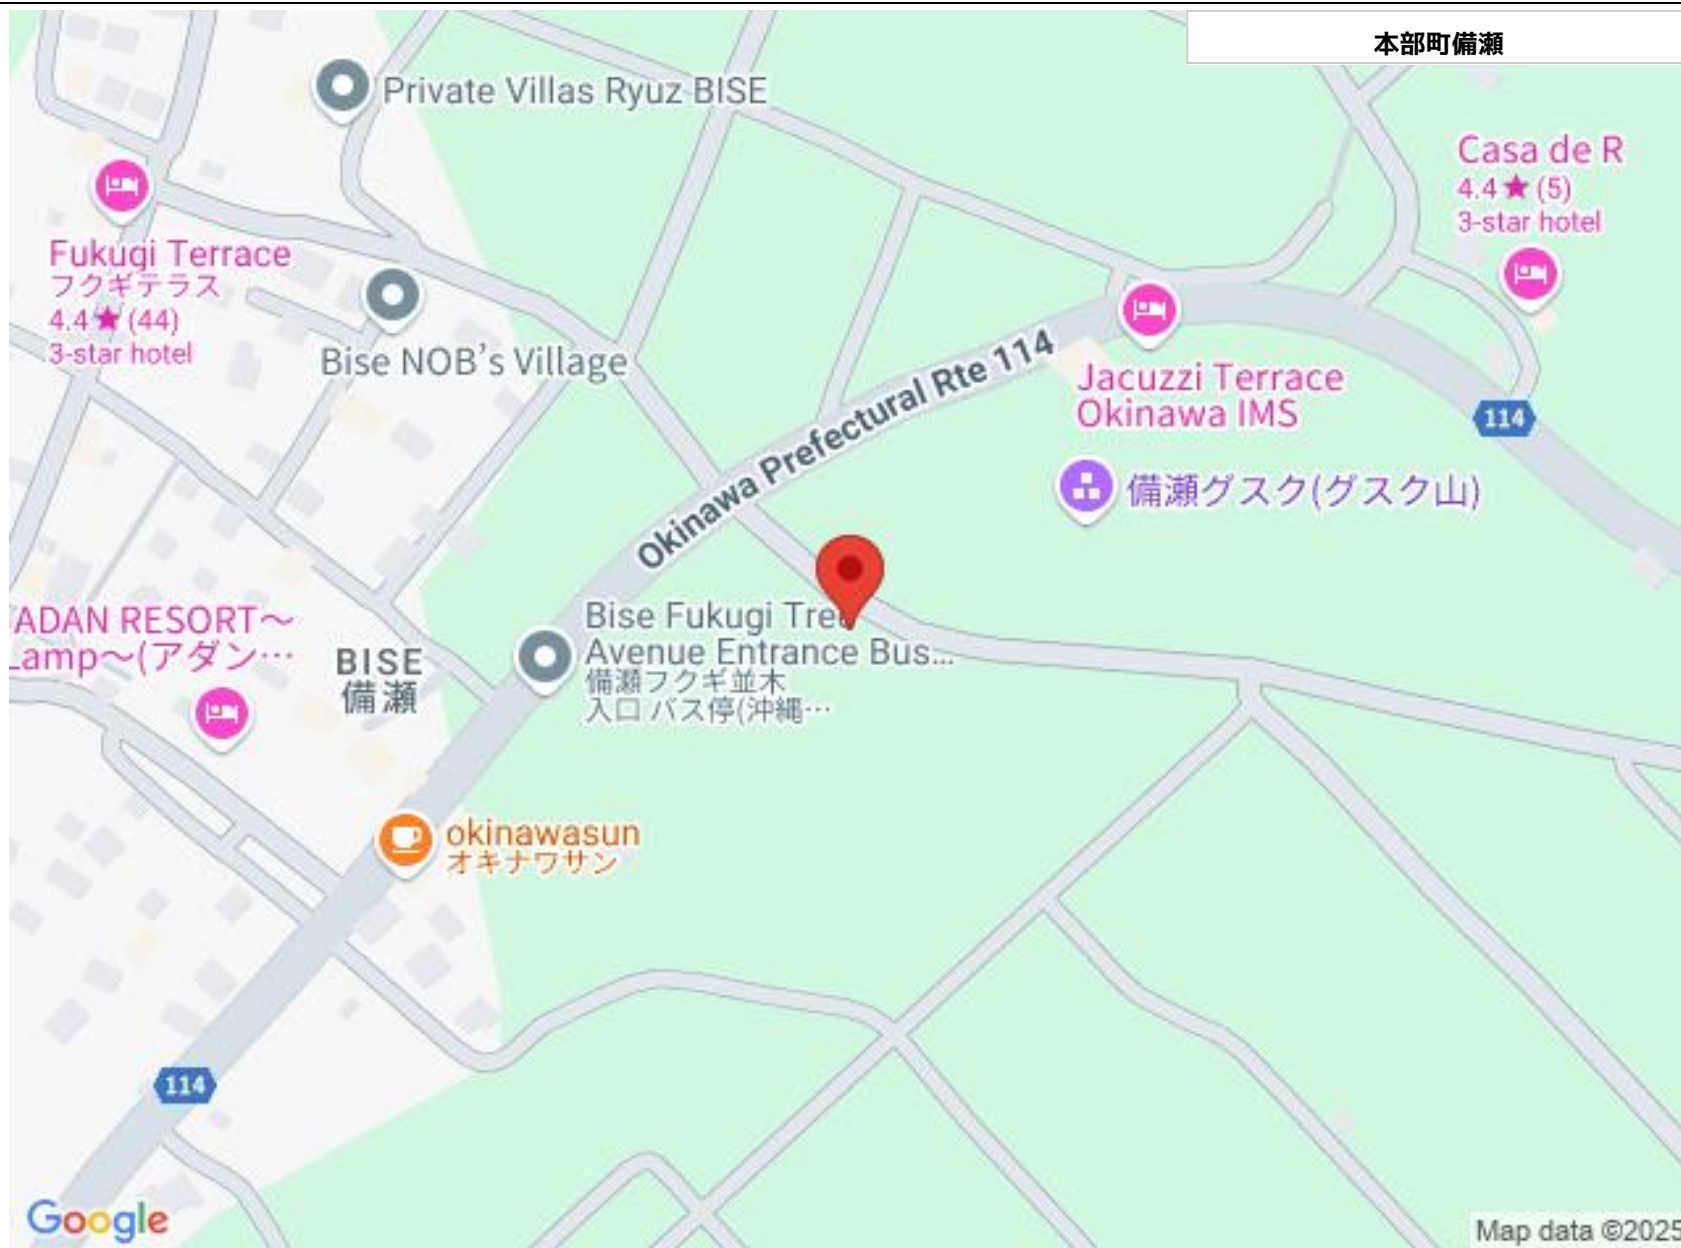 本部町備瀬
Private Villas Ryuz BISE
Casa de R
4.4★(5)
3-star hotel
Fukugi Terrace
フクギテラス
4.4★(44)
3-star hotel
Bise NOB's Village
Okinawa Prefectural Rte 114
Jacuzzi Terrace
Okinawa IMS
114
備瀬グスク(グスク山)
Bise Fukugi Tree
Avenue Entrance Bus…
備瀬フクギ並木
入口 バス停(沖縄…
ADAN RESORT～
Lamp～(アダン…
BISE
備瀬
okinawasun
オキナワサン
114
Google
Map data ©2025